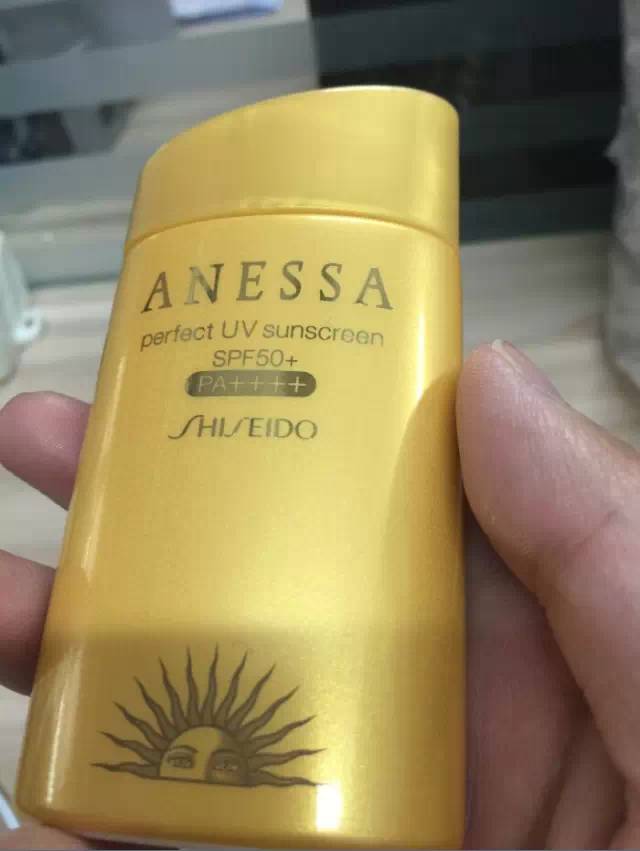 ANESSA
perfect UV sunscreen
SPF50+
PA++++
SHISEIDO